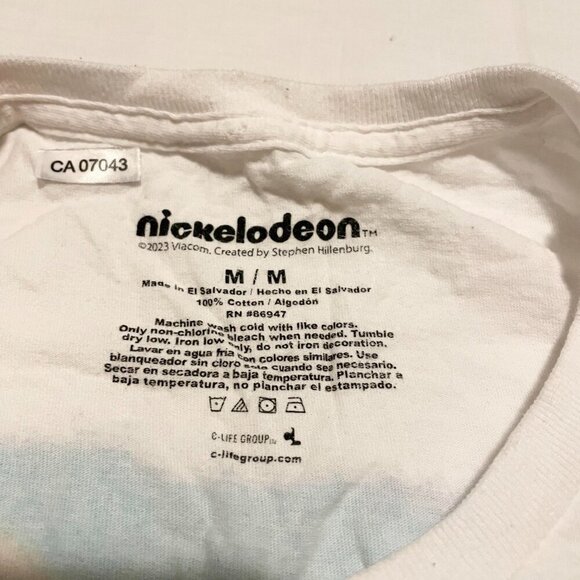 CA 07043
nickelodeon™
©2023 Viacom. Created by Stephen Hillenburg.
M / M
Made in El Salvador / Hecho en El Salvador
100% Cotton / Algodón
RN #86947
Machine wash cold with like colors.
Only non-chlorine bleach when needed. Tumble
dry low. Iron low only, do not iron decoration.
Lavar en agua fría con colores similares. Use
blanqueador sin cloro solo cuando sea necesario.
Secar en secadora a baja temperatura. Planchar a
baja temperatura, no planchar el estampado.
C-LIFE GROUP
c-lifegroup.com